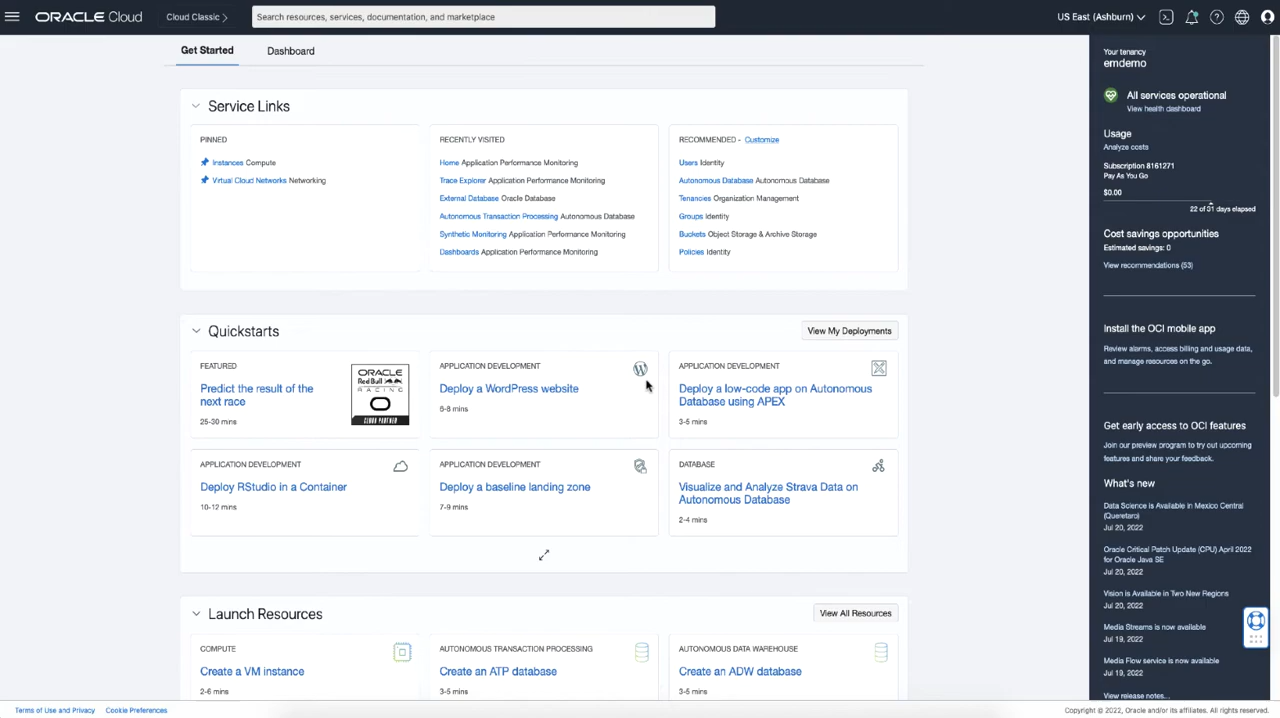 ORACLE Cloud
Cloud Classic
Search resources, services, documentation, and marketplace
US East (Ashburn)
Get Started
Dashboard
Service Links
PINNED
Instances Compute
Virtual Cloud Networks Networking
RECENTLY VISITED
Home Application Performance Monitoring
Trace Explorer Application Performance Monitoring
External Database Oracle Database
Autonomous Transaction Processing Autonomous Database
Synthetic Monitoring Application Performance Monitoring
Dashboards Application Performance Monitoring
RECOMMENDED - Customize
Users Identity
Autonomous Database Autonomous Database
Tenancies Organization Management
Groups Identity
Buckets Object Storage & Archive Storage
Policies Identity
Quickstarts
View My Deployments
FEATURED
Predict the result of the
next race
25-30 mins
ORACLE
Red Bull
RACING
CLOUD PARTNER
APPLICATION DEVELOPMENT
Deploy a WordPress website
6-8 mins
APPLICATION DEVELOPMENT
Deploy a low-code app on Autonomous
Database using APEX
3-5 mins
APPLICATION DEVELOPMENT
Deploy RStudio in a Container
10-12 mins
APPLICATION DEVELOPMENT
Deploy a baseline landing zone
7-9 mins
DATABASE
Visualize and Analyze Strava Data on
Autonomous Database
2-4 mins
Launch Resources
View All Resources
COMPUTE
Create a VM instance
2-6 mins
AUTONOMOUS TRANSACTION PROCESSING
Create an ATP database
3-5 mins
AUTONOMOUS DATA WAREHOUSE
Create an ADW database
3-5 mins
Your tenancy
emdemo
All services operational
View health dashboard
Usage
Analyze costs
Subscription 8161271
Pay As You Go
$0.00
22 of 31 days elapsed
Cost savings opportunities
Estimated savings: 0
View recommendations (53)
Install the OCI mobile app
Review alarms, access billing and usage data,
and manage resources on the go.
Get early access to OCI features
Join our preview program to try out upcoming
features and share your feedback.
What's new
Data Science is Available in Mexico Central
(Queretaro)
Jul 20, 2022
Oracle Critical Patch Update (CPU) April 2022
for Oracle Java SE
Jul 20, 2022
Vision is Available in Two New Regions
Jul 20, 2022
Media Streams is now available
Jul 19, 2022
Media Flow service is now available
Jul 19, 2022
View release notes...
Terms of Use and Privacy
Cookie Preferences
Copyright © 2022, Oracle and/or its affiliates. All rights reserved.